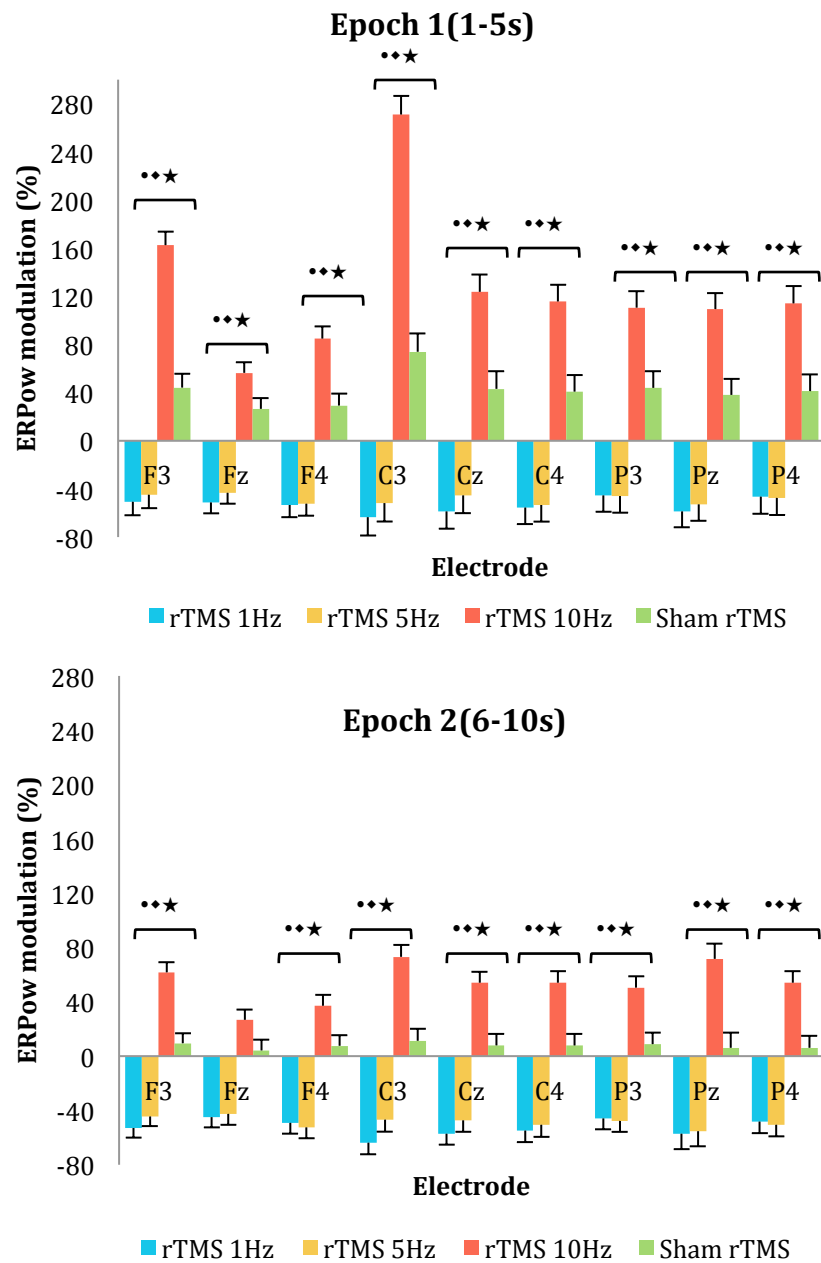 Epoch 1(1-5s)
ERPow modulation (%)
280
240
200
160
120
80
40
0
-40
-80
•◆★
•◆★
•◆★
•◆★
•◆★
•◆★
•◆★
•◆★
•◆★
F3 Fz F4 C3 Cz C4 P3 Pz P4
Electrode
rTMS 1Hz rTMS 5Hz rTMS 10Hz Sham rTMS
Epoch 2(6-10s)
ERPow modulation (%)
280
240
200
160
120
80
40
0
-40
-80
•◆★ •◆★ •◆★ •◆★ •◆★ •◆★ •◆★ •◆★
F3 Fz F4 C3 Cz C4 P3 Pz P4
Electrode
rTMS 1Hz rTMS 5Hz rTMS 10Hz Sham rTMS